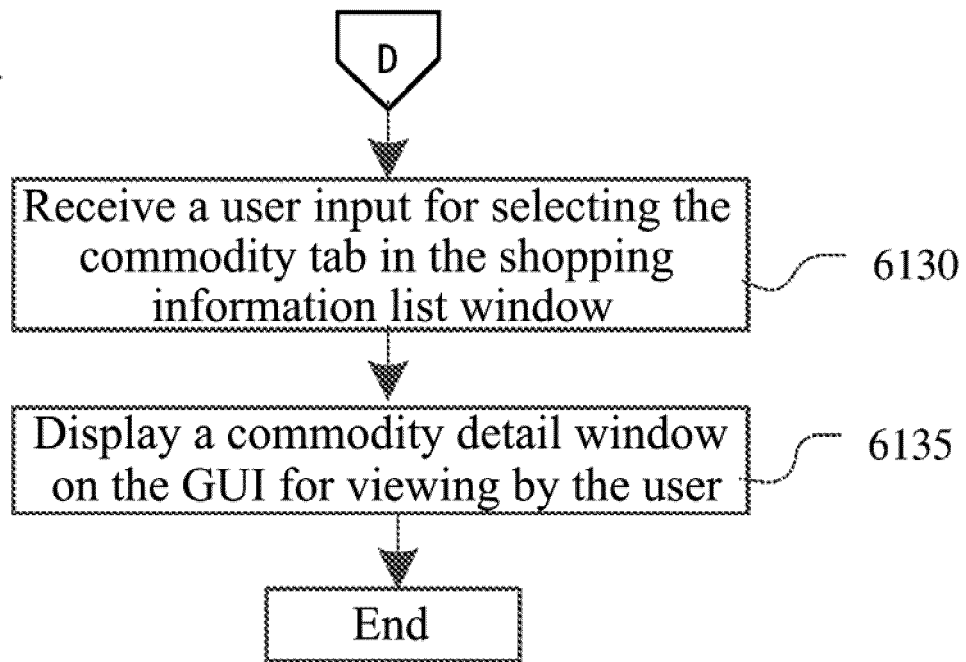 D
Receive a user input for selecting the
commodity tab in the shopping
information list window
6130
Display a commodity detail window
on the GUI for viewing by the user
6135
End